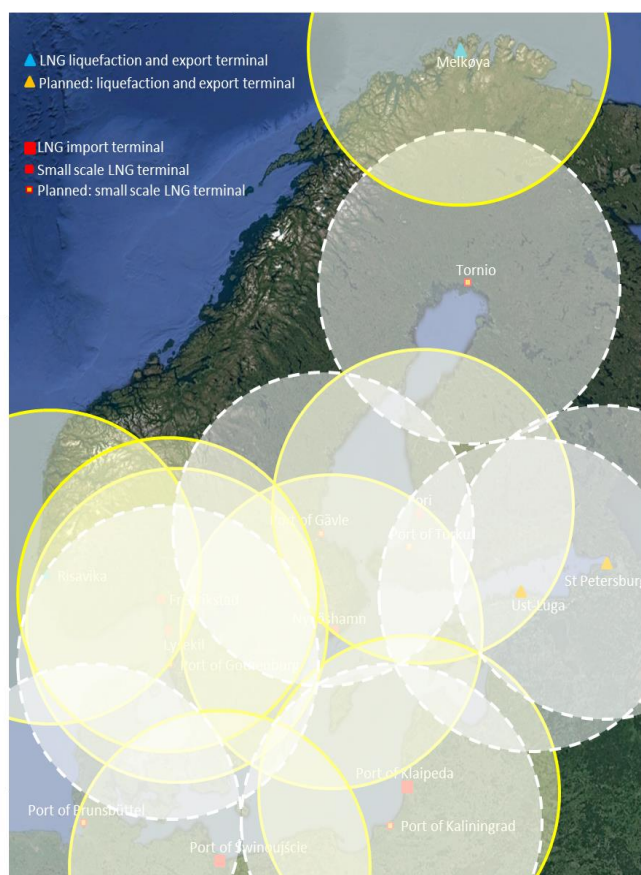 LNG liquefaction and export terminal
Planned: liquefaction and export terminal
LNG import terminal
Small scale LNG terminal
Planned: small scale LNG terminal
Melkøya
Tornio
Port of Gävle
Port of Turku
St Petersburg
Risavika
Ust-Luga
Fredrikstad
Lysekil
Port of Gothenburg
Port of Klaipeda
Port of Brunsbüttel
Port of Kaliningrad
Port of Swinoujście